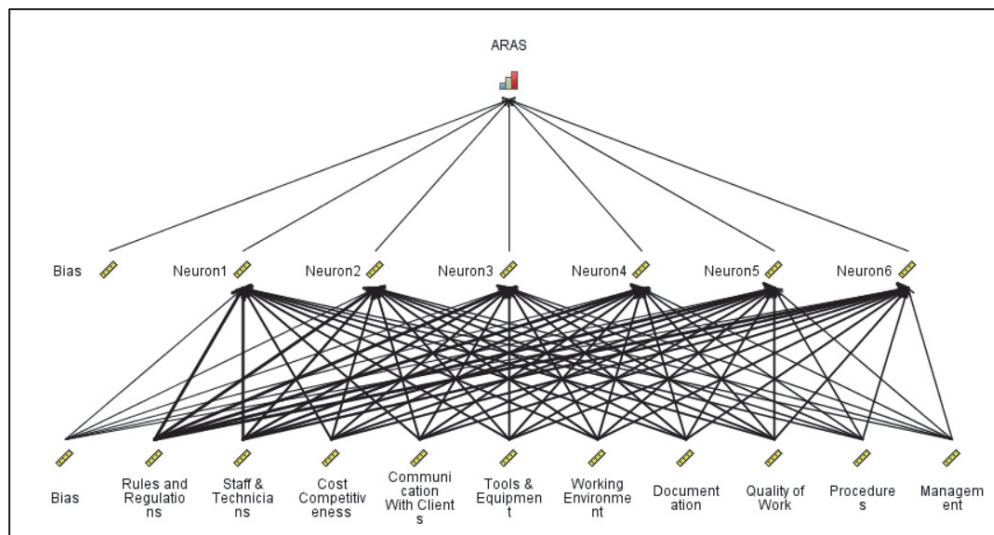 ARAS
Bias
Neuron1
Neuron2
Neuron3
Neuron4
Neuron5
Neuron6
Bias
Rules and
Regulatio
ns
Staff &
Technicia
ns
Cost
Competitiv
eness
Communi
cation
With Client
s
Tools &
Equipmen
t
Working
Environme
nt
Document
ation
Quality of
Work
Procedure
s
Managem
ent